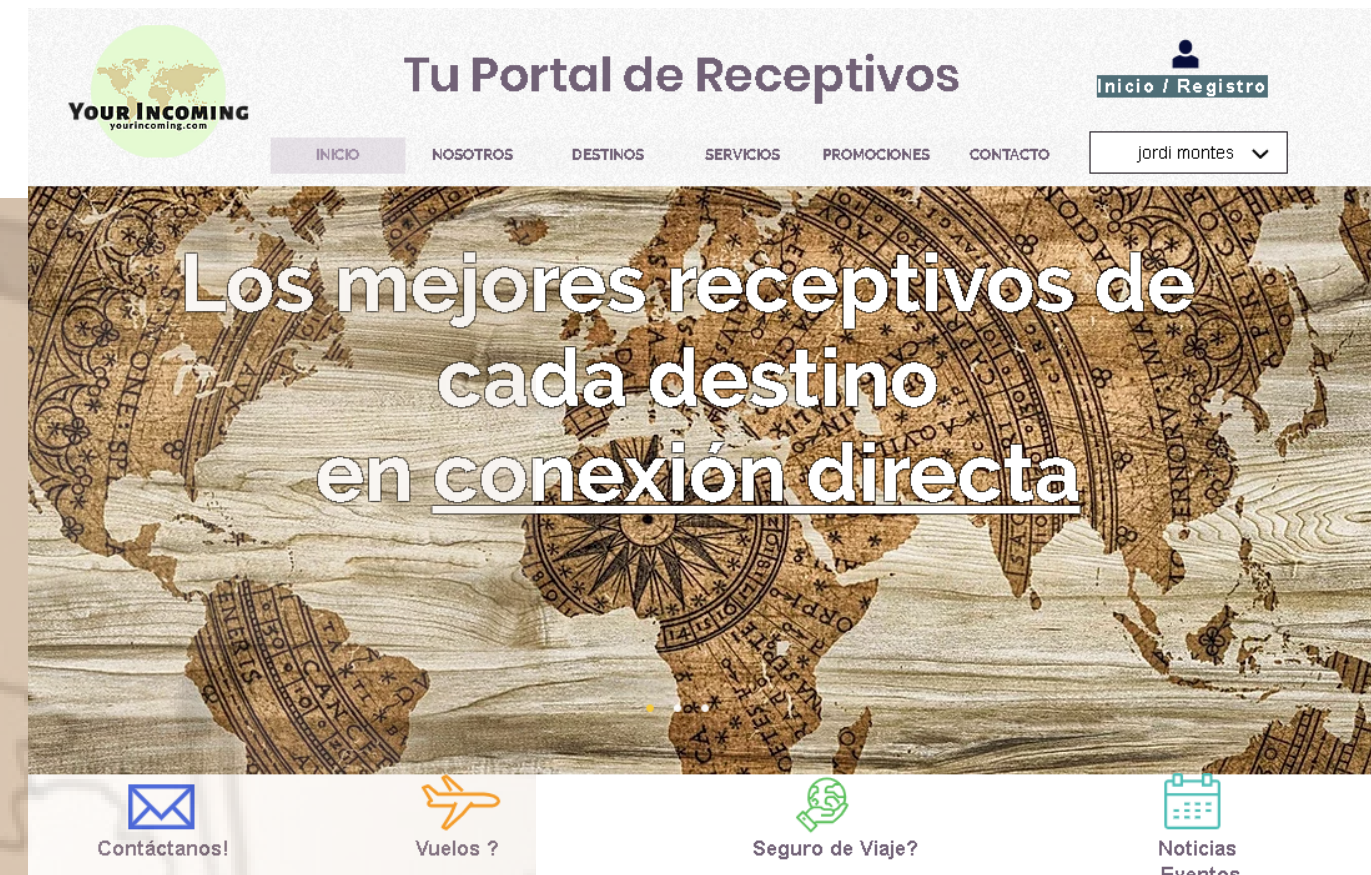 Tu Portal de Receptivos
Inicio / Registro
YOUR INCOMING
yourincoming.com
INICIO
NOSOTROS
DESTINOS
SERVICIOS
PROMOCIONES
CONTACTO
jordi montes
Los mejores receptivos de
cada destino
en conexión directa
Contáctanos!
Vuelos ?
Seguro de Viaje?
Noticias
Eventos